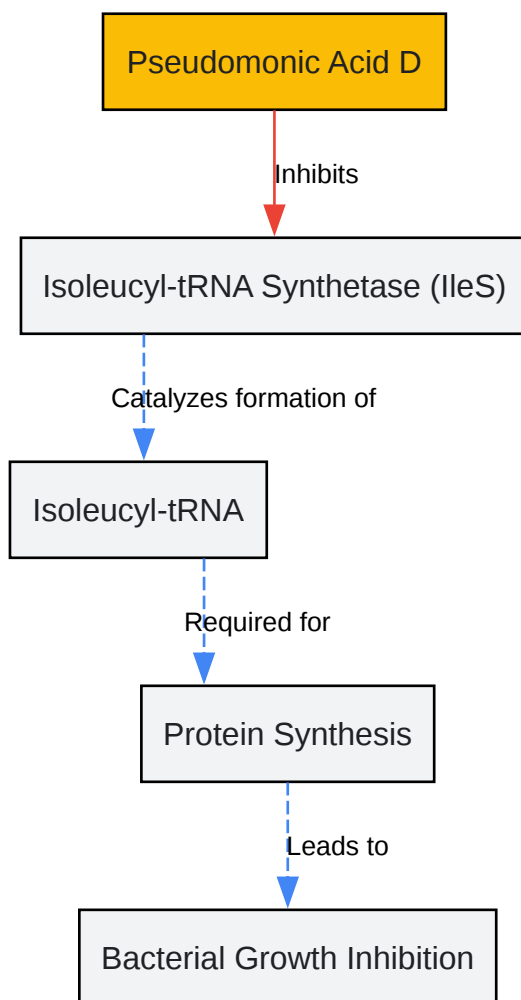 Pseudomonic Acid D
Inhibits
Isoleucyl-tRNA Synthetase (IleS)
Catalyzes formation of
Isoleucyl-tRNA
Required for
Protein Synthesis
Leads to
Bacterial Growth Inhibition